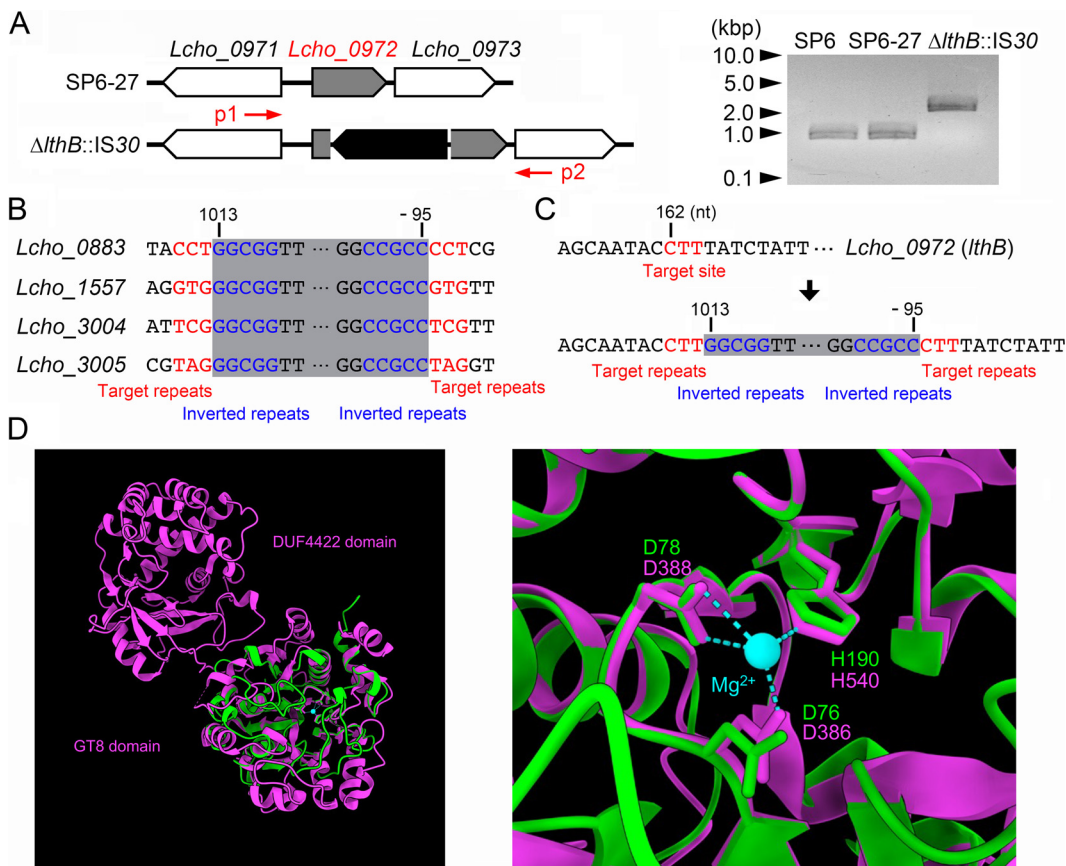 A
Lcho_0971 Lcho_0972 Lcho_0973
SP6-27
p1
ΔlthB::IS30
p2
(kbp)
SP6 SP6-27 ΔlthB::IS30
10.0
5.0
2.0
1.0
0.1
B
1013 - 95
Lcho_0883 TACCTGGCGGTT ··· GGCCGCCCCTCG
Lcho_1557 AGGTGGGCGGTT ··· GGCCGCCGTGTT
Lcho_3004 ATTCGGGCGGTT ··· GGCCGCCTCGTT
Lcho_3005 CGTAGGGCGGTT ··· GGCCGCCTAGGT
Target repeats Target repeats
Inverted repeats Inverted repeats
C
162 (nt)
AGCAATACCTTTATCTATT ··· Lcho_0972 (lthB)
Target site
1013 - 95
AGCAATACCTTGGCGGTT ··· GGCCGCCCTTTATCTATT
Target repeats Target repeats
Inverted repeats Inverted repeats
D
DUF4422 domain
GT8 domain
D78
D388
Mg2+
H190
H540
D76
D386